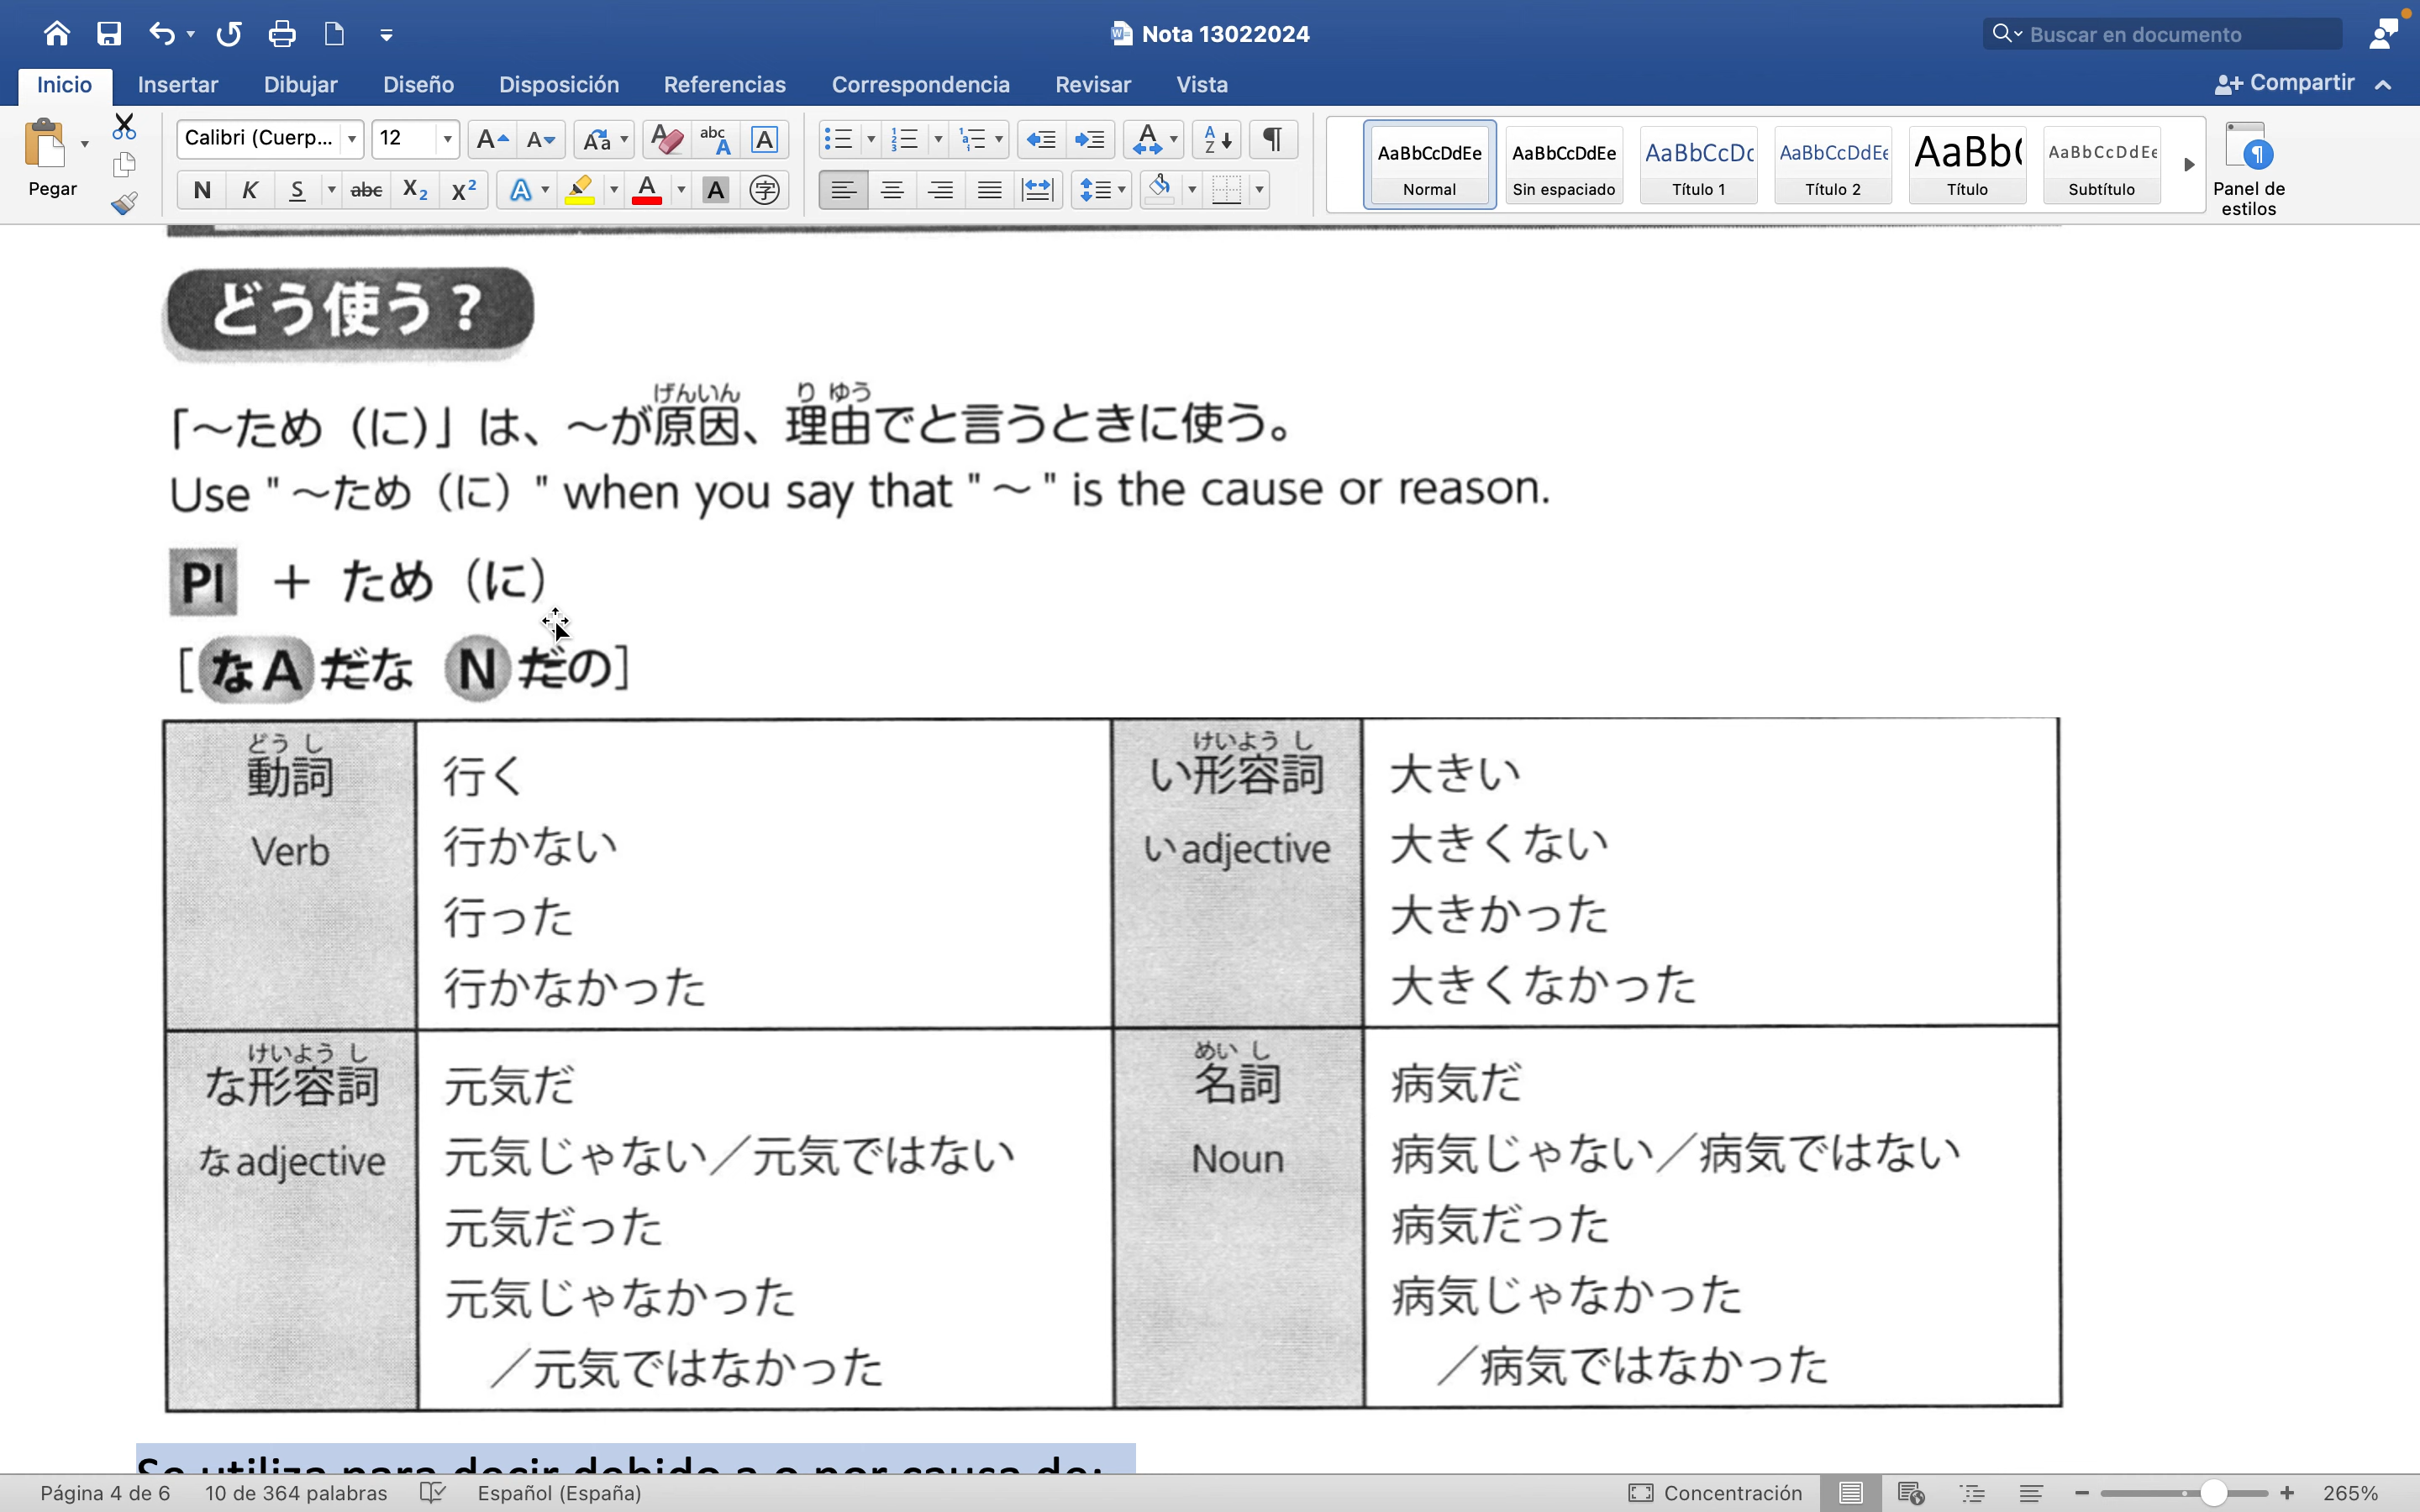 Nota 13022024
Buscar en documento
Inicio Insertar Dibujar Diseño Disposición Referencias Correspondencia Revisar Vista Compartir
Pegar
Calibri (Cuerp... 12
AaBbCcDdEe AaBbCcDdEe AaBbCcDc AaBbCcDdEe AaBb( AaBbCcDdEe
Normal Sin espaciado Título 1 Título 2 Título Subtítulo
Panel de
estilos
どう使う？
げんいん り ゆう
「～ため（に）」は、～が原因、理由でと言うときに使う。
Use "～ため（に）" when you say that "～" is the cause or reason.
PI ＋ ため（に）
[なA だな N だの]
どう し
動詞
Verb
行く
行かない
行った
行かなかった
けいよう し
い形容詞
い adjective
大きい
大きくない
大きかった
大きくなかった
けいよう し
な形容詞
な adjective
元気だ
元気じゃない／元気ではない
元気だった
元気じゃなかった
／元気ではなかった
めい し
名詞
Noun
病気だ
病気じゃない／病気ではない
病気だった
病気じゃなかった
／病気ではなかった
Se utiliza para decir debido a o por causa de:
Página 4 de 6 10 de 364 palabras Español (España) Concentración 265%